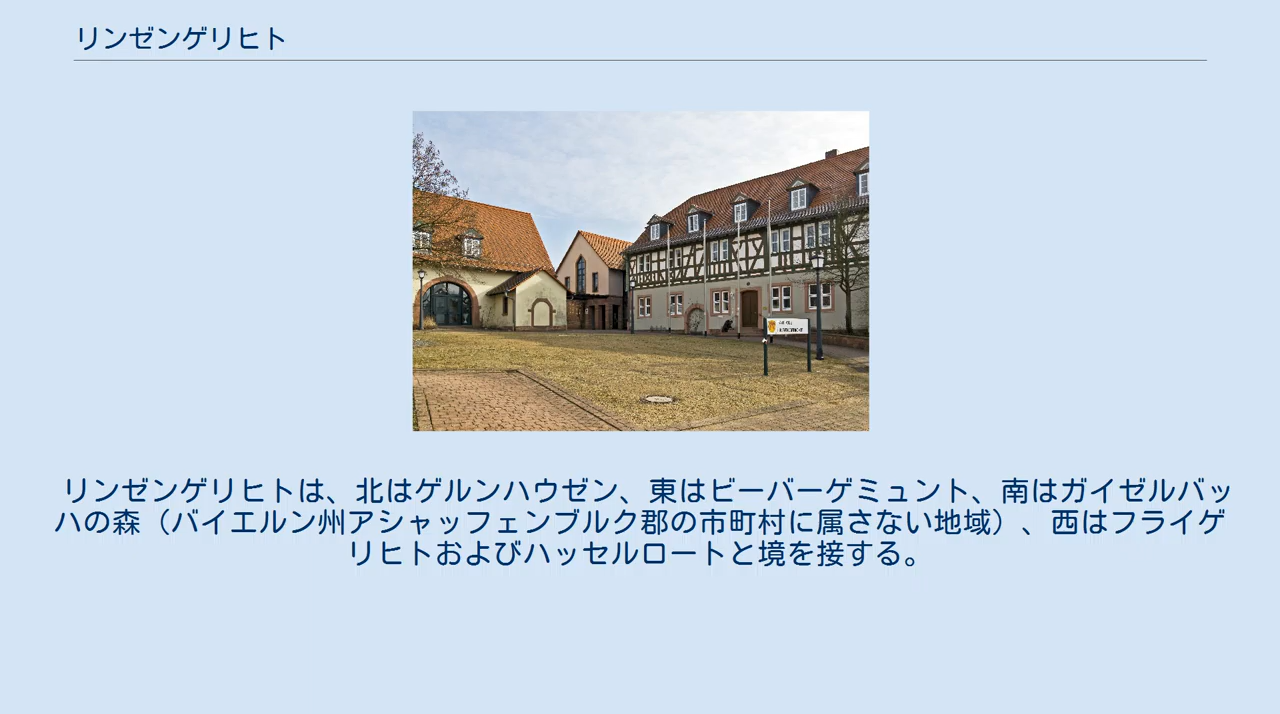 リンゼンゲリヒト
リンゼンゲリヒトは、北はゲルンハウゼン、東はビーバーゲミュント、南はガイゼルバッ
ハの森（バイエルン州アシャッフェンブルク郡の市町村に属さない地域）、西はフライゲ
リヒトおよびハッセルロートと境を接する。